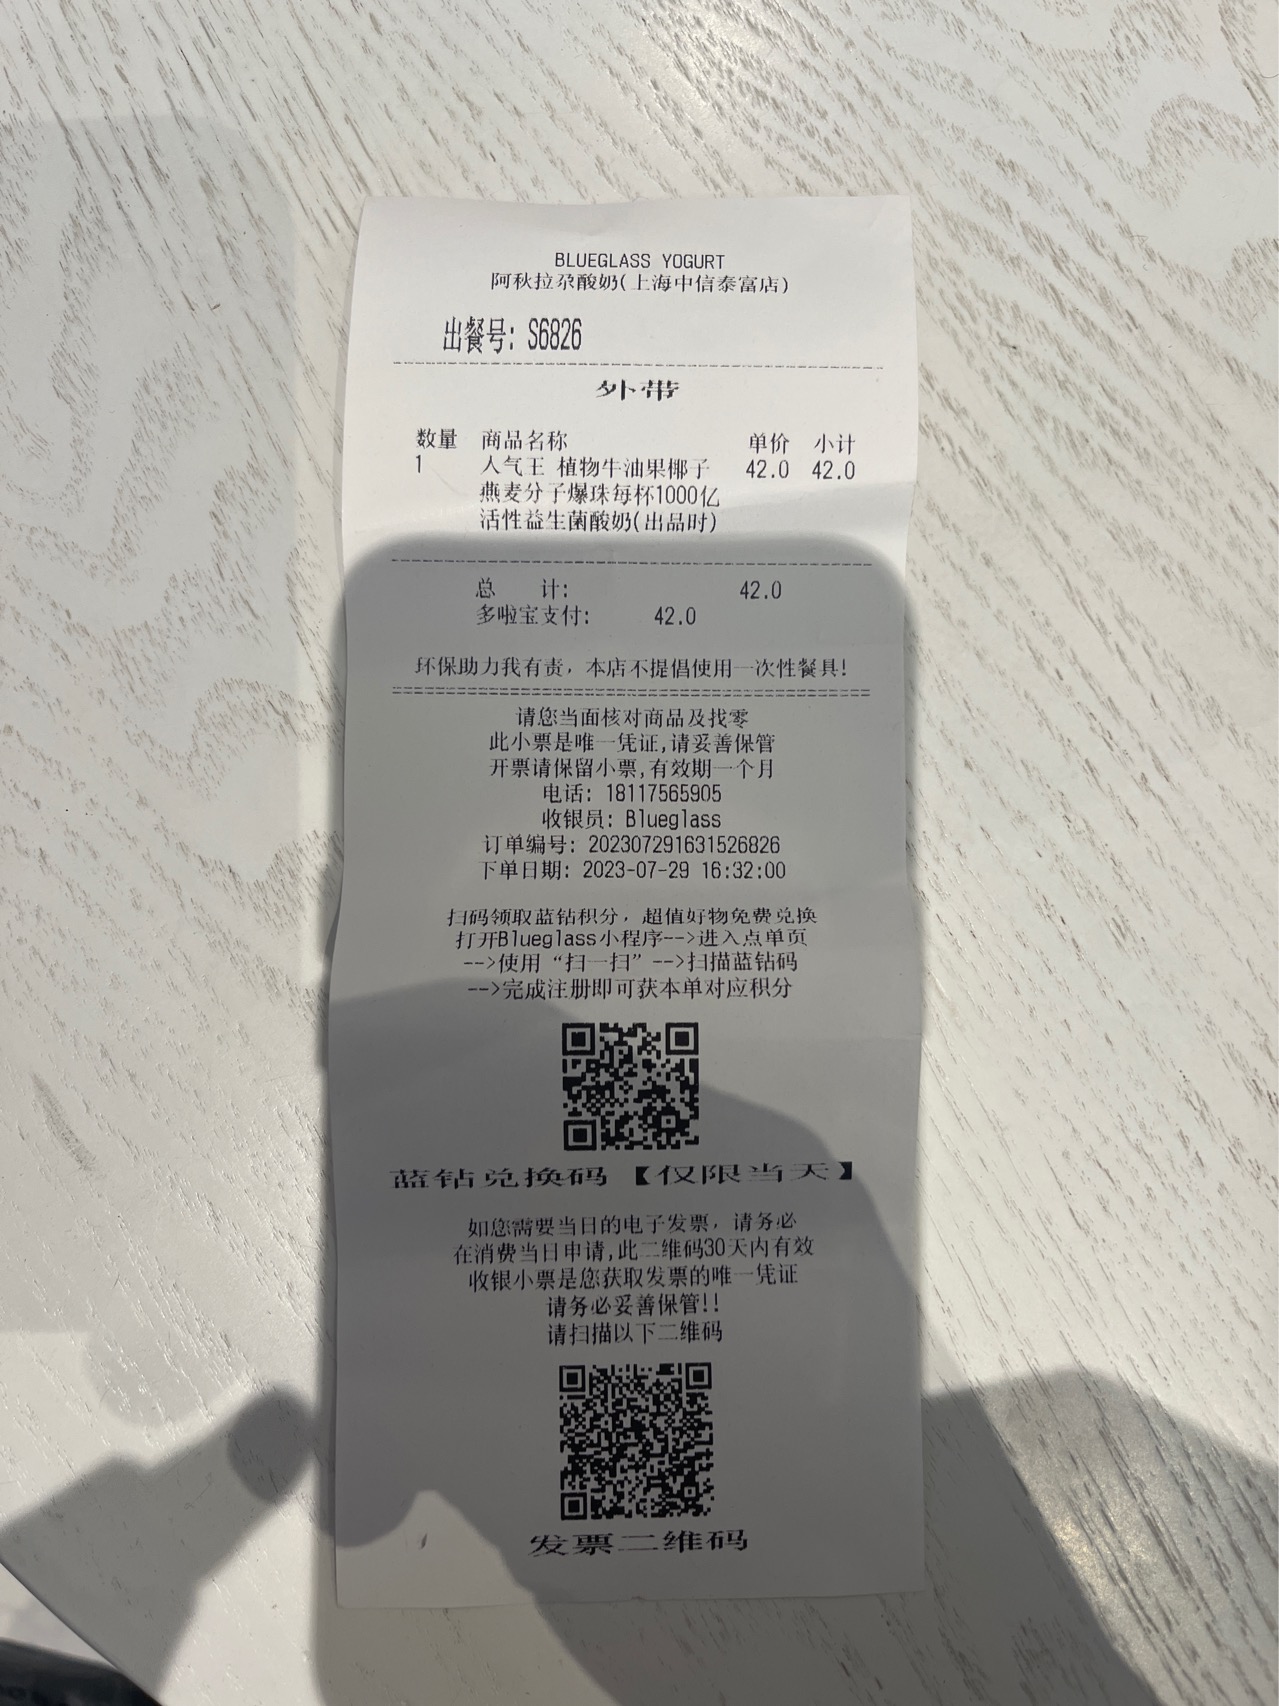 BLUEGLASS YOGURT
阿秋拉尕酸奶(上海中信泰富店)
出餐号: S6826
外带
数量 商品名称 单价 小计
1 人气王 植物牛油果椰子 42.0 42.0
燕麦分子爆珠每杯1000亿
活性益生菌酸奶(出品时)
总 计: 42.0
多啦宝支付: 42.0
环保助力我有责，本店不提倡使用一次性餐具!
请您当面核对商品及找零
此小票是唯一凭证,请妥善保管
开票请保留小票,有效期一个月
电话: 18117565905
收银员: Blueglass
订单编号: 202307291631526826
下单日期: 2023-07-29 16:32:00
扫码领取蓝钻积分，超值好物免费兑换
打开Blueglass小程序-->进入点单页
-->使用“扫一扫”-->扫描蓝钻码
-->完成注册即可获本单对应积分
蓝钻兑换码【仅限当天】
如您需要当日的电子发票，请务必
在消费当日申请,此二维码30天内有效
收银小票是您获取发票的唯一凭证
请务必妥善保管!!
请扫描以下二维码
发票二维码